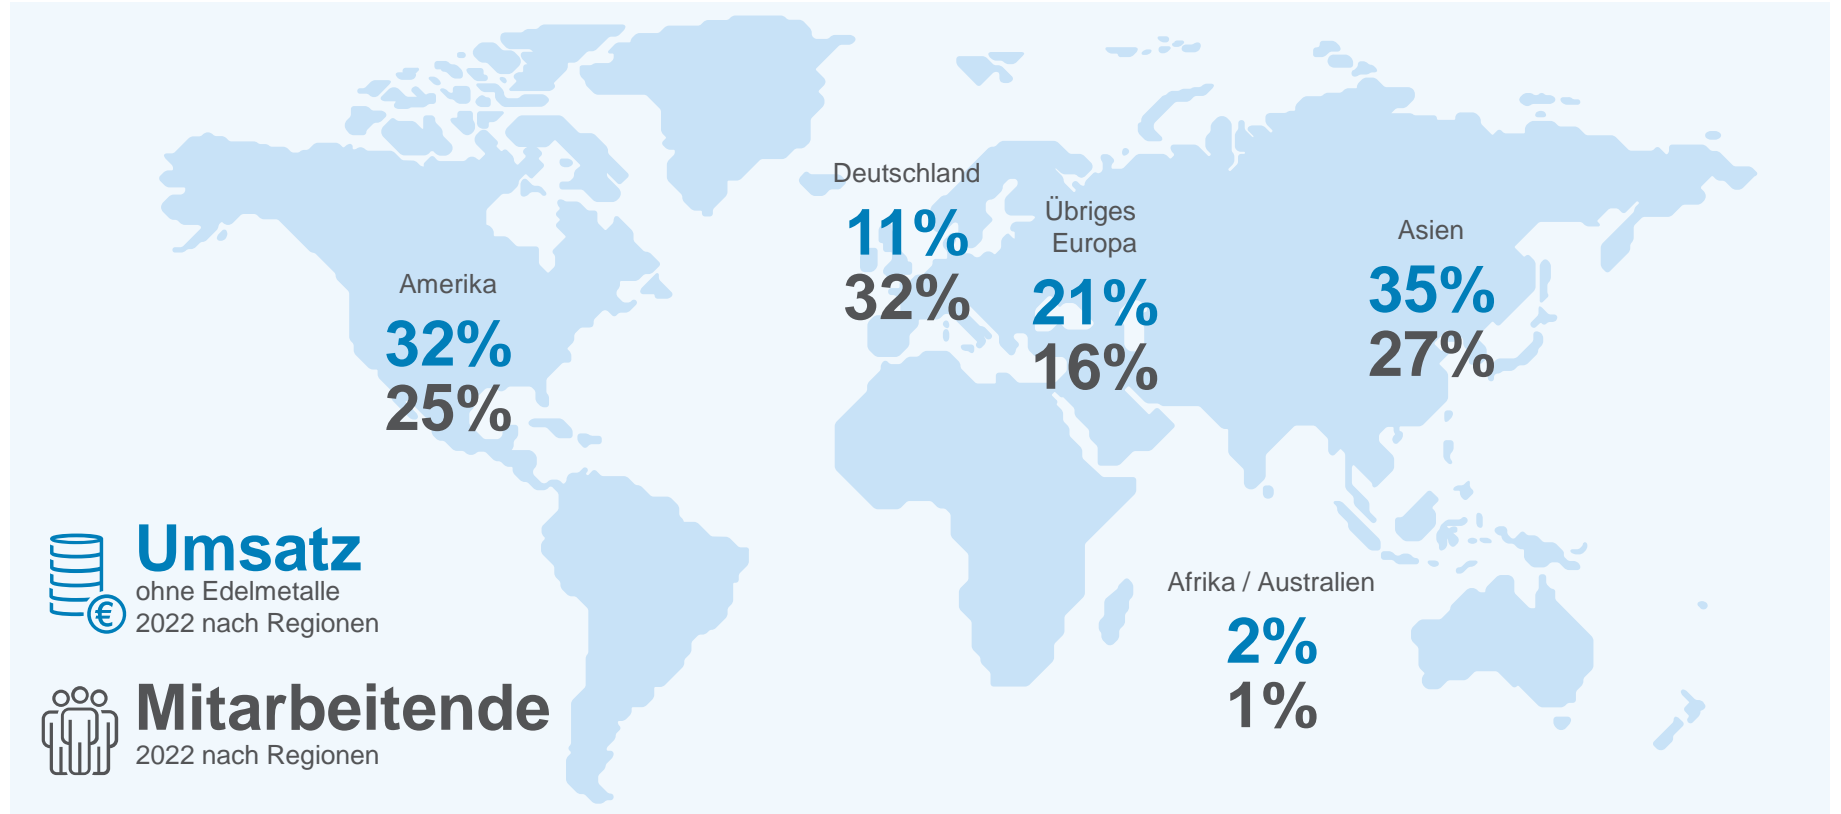 Deutschland
11%
32%
Übriges
Europa
21%
16%
Asien
35%
27%
Amerika
32%
25%
Umsatz
ohne Edelmetalle
2022 nach Regionen
€
Afrika / Australien
2%
1%
Mitarbeitende
2022 nach Regionen